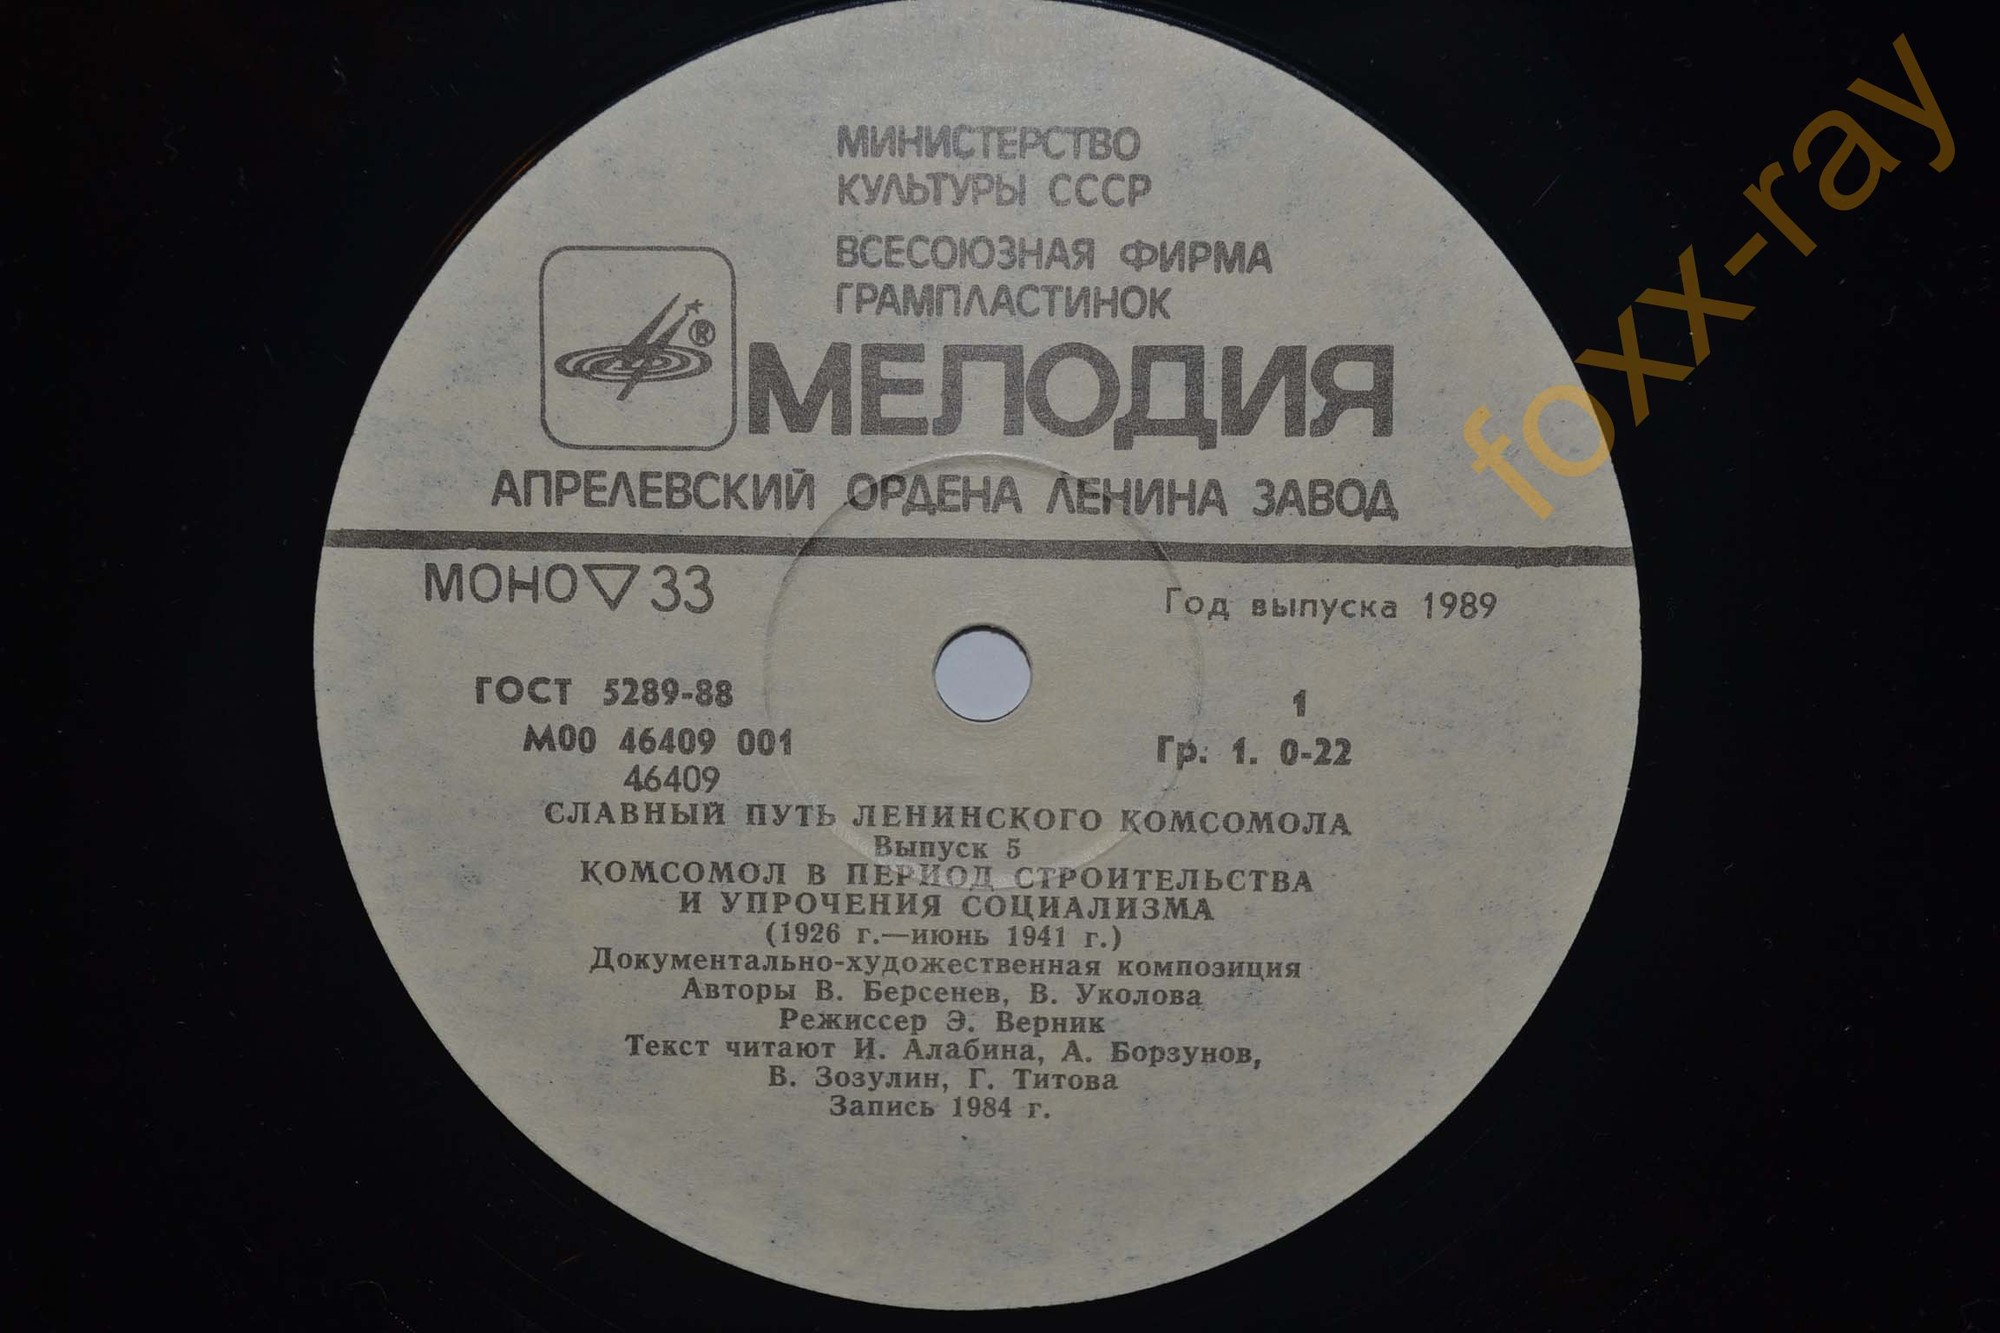 МИНИСТЕРСТВО
КУЛЬТУРЫ СССР
ВСЕСОЮЗНАЯ ФИРМА
ГРАМПЛАСТИНОК
®
МЕЛОДИЯ
АПРЕЛЕВСКИЙ ОРДЕНА ЛЕНИНА ЗАВОД
МОНО ▽ 33
Год выпуска 1989
ГОСТ 5289-88
1
М00 46409 001
Гр. 1. 0-22
46409
СЛАВНЫЙ ПУТЬ ЛЕНИНСКОГО КОМСОМОЛА
Выпуск 5
КОМСОМОЛ В ПЕРИОД СТРОИТЕЛЬСТВА
И УПРОЧЕНИЯ СОЦИАЛИЗМА
(1926 г.—июнь 1941 г.)
Документально-художественная композиция
Авторы В. Берсенев, В. Уколова
Режиссер Э. Верник
Текст читают И. Алабина, А. Борзунов,
В. Зозулин, Г. Титова
Запись 1984 г.
foxx-ray